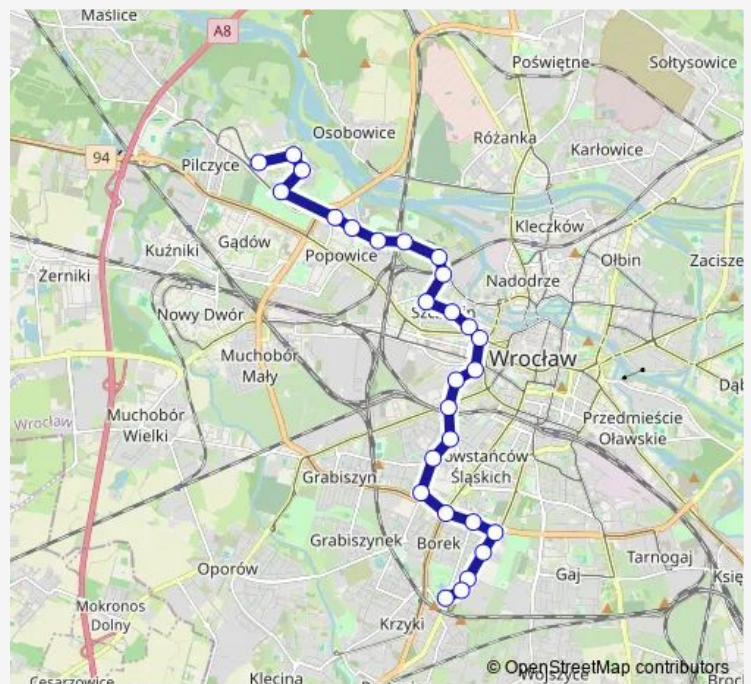 Maślice
A8
Poświętne
Sołtysowice
Osobowice
Różanka
Karłowice
94
Pilczyce
Kleczków
Kuźniki
Gądów
Popowice
Ołbin
Zacisze
Żerniki
Nadodrze
Nowy Dwór
Muchobór
Mały
Wrocław
Wrocław
Muchobór
Wielki
Przedmieście
Oławskie
Grabiszyn
Śląskich
Grabiszynek
Borek
Tarnogaj
Oporów
Gaj
Mokronos
Dolny
Krzyki
© OpenStreetMap contributors
Klecina